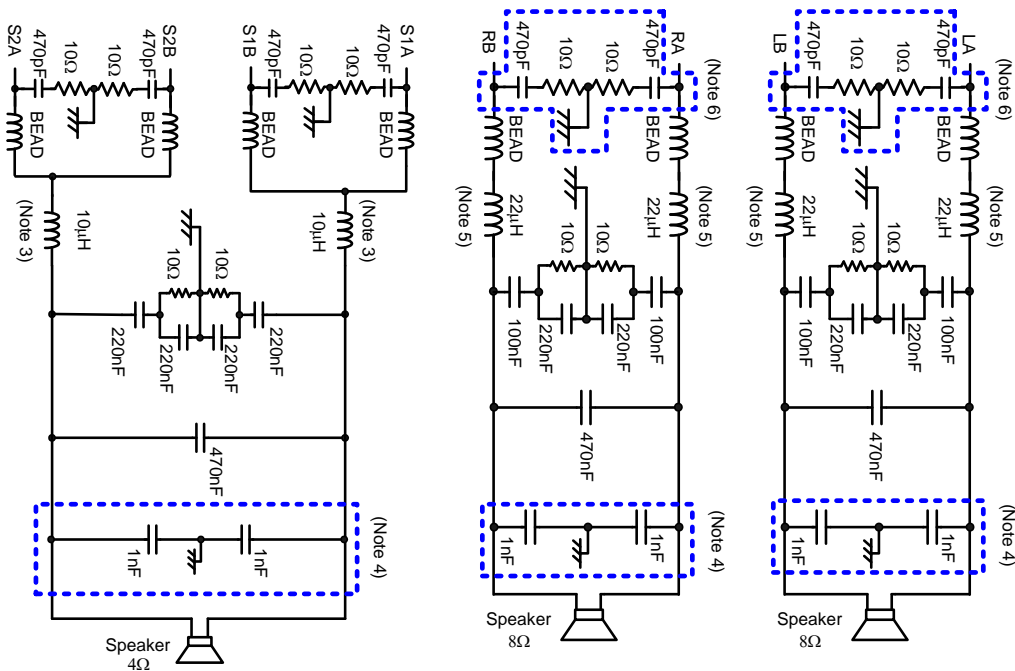 S2A
470pF
10Ω
10Ω
470pF
S2B
BEAD
BEAD
S1B
470pF
10Ω
10Ω
470pF
S1A
BEAD
BEAD
(Note 3)
10μH
10μH
(Note 3)
10Ω
10Ω
220nF
220nF
220nF
220nF
470nF
1nF
1nF
(Note 4)
Speaker
4Ω
RB
470pF
10Ω
10Ω
470pF
RA
(Note 6)
BEAD
BEAD
(Note 5)
22μH
22μH
(Note 5)
10Ω
10Ω
100nF
220nF
220nF
100nF
470nF
1nF
1nF
(Note 4)
Speaker
8Ω
LB
470pF
10Ω
10Ω
470pF
LA
(Note 6)
BEAD
BEAD
(Note 5)
22μH
22μH
(Note 5)
10Ω
10Ω
100nF
220nF
220nF
100nF
470nF
1nF
1nF
(Note 4)
Speaker
8Ω